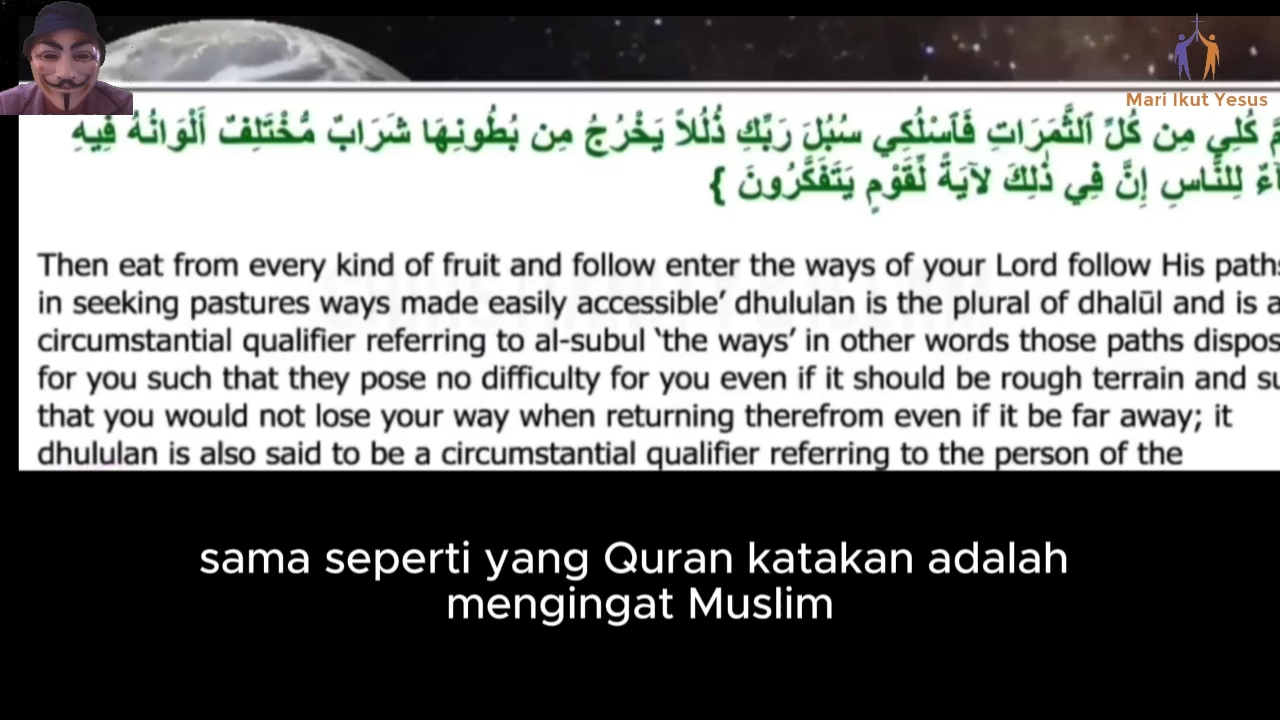 Mari Ikut Yesus
كُلِي مِن كُلِّ ٱلثَّمَرَاتِ فَٱسْلُكِي سُبُلَ رَبِّكِ ذُلُلاً يَخْرُجُ مِن بُطُونِهَا شَرَابٌ مُّخْتَلِفٌ أَلْوَانُهُ فِيهِ
لِلنَّاسِ إِنَّ فِي ذٰلِكَ لآيَةً لِّقَوْمٍ يَتَفَكَّرُونَ }
Then eat from every kind of fruit and follow enter the ways of your Lord follow His paths
in seeking pastures ways made easily accessible’ dhululan is the plural of dhalūl and is a
circumstantial qualifier referring to al-subul ‘the ways’ in other words those paths dispos
for you such that they pose no difficulty for you even if it should be rough terrain and su
that you would not lose your way when returning therefrom even if it be far away; it
dhululan is also said to be a circumstantial qualifier referring to the person of the
sama seperti yang Quran katakan adalah
mengingat Muslim